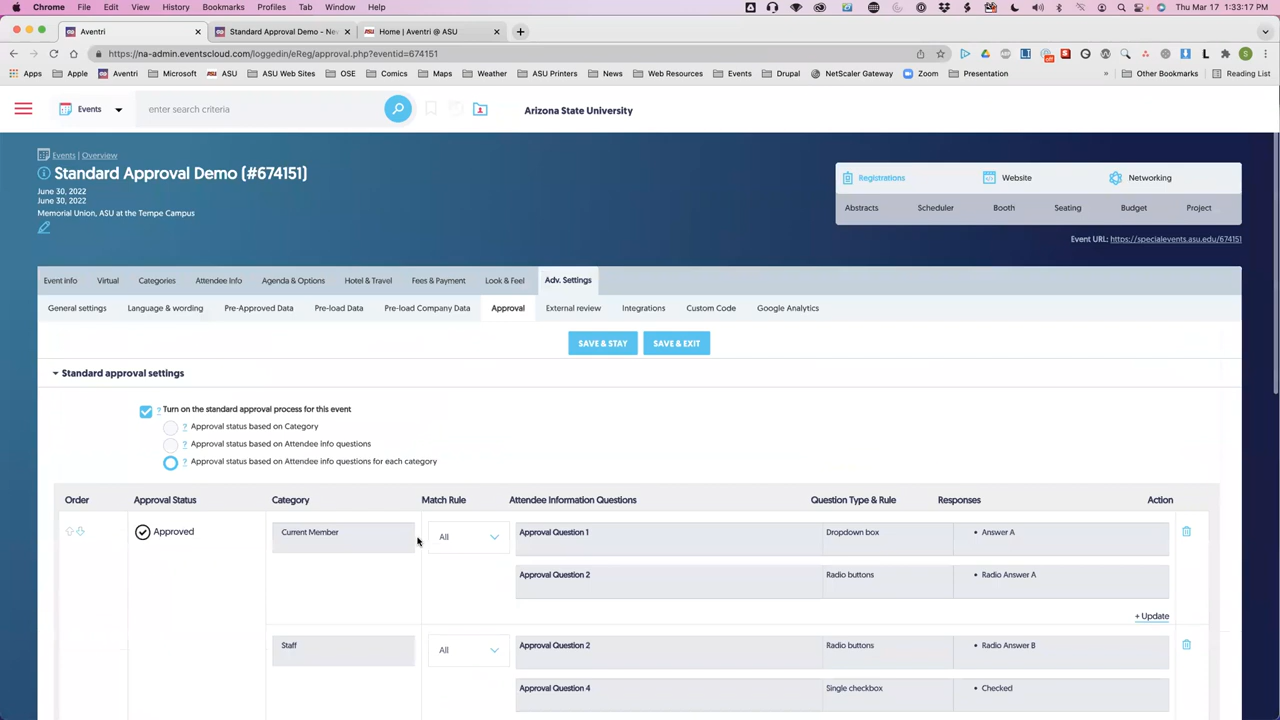 Chrome File Edit View History Bookmarks Profiles Tab Window Help Thu Mar 17 1:33:17 PM
Aventri Standard Approval Demo - Ne Home | Aventri @ ASU
https://na-admin.eventscloud.com/loggedin/eReg/approval.php?eventid=674151
Apps Apple Aventri Microsoft ASU ASU Web Sites OSE Comics Maps Weather ASU Printers News Web Resources Events Drupal NetScaler Gateway Zoom Presentation » Other Bookmarks Reading List
Events enter search criteria Arizona State University
Events | Overview
Standard Approval Demo (#674151)
June 30, 2022
June 30, 2022
Memorial Union, ASU at the Tempe Campus
Registrations Website Networking
Abstracts Scheduler Booth Seating Budget Project
Event URL: https://specialevents.asu.edu/674151
Event info Virtual Categories Attendee Info Agenda & Options Hotel & Travel Fees & Payment Look & Feel Adv. Settings
General settings Language & wording Pre-Approved Data Pre-load Data Pre-load Company Data Approval External review Integrations Custom Code Google Analytics
SAVE & STAY SAVE & EXIT
Standard approval settings
? Turn on the standard approval process for this event
? Approval status based on Category
? Approval status based on Attendee info questions
? Approval status based on Attendee info questions for each category
Order Approval Status Category Match Rule Attendee Information Questions Question Type & Rule Responses Action
Approved Current Member All Approval Question 1 Dropdown box • Answer A
Approval Question 2 Radio buttons • Radio Answer A
+ Update
Staff All Approval Question 2 Radio buttons • Radio Answer B
Approval Question 4 Single checkbox • Checked